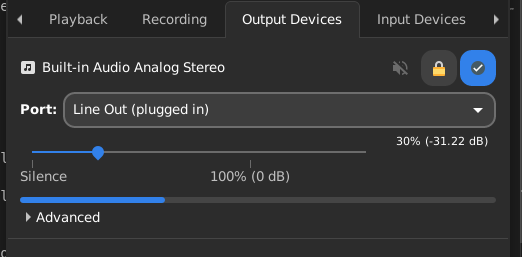 Playback
Recording
Output Devices
Input Devices
Built-in Audio Analog Stereo
Port: Line Out (plugged in)
30% (-31.22 dB)
Silence
100% (0 dB)
Advanced